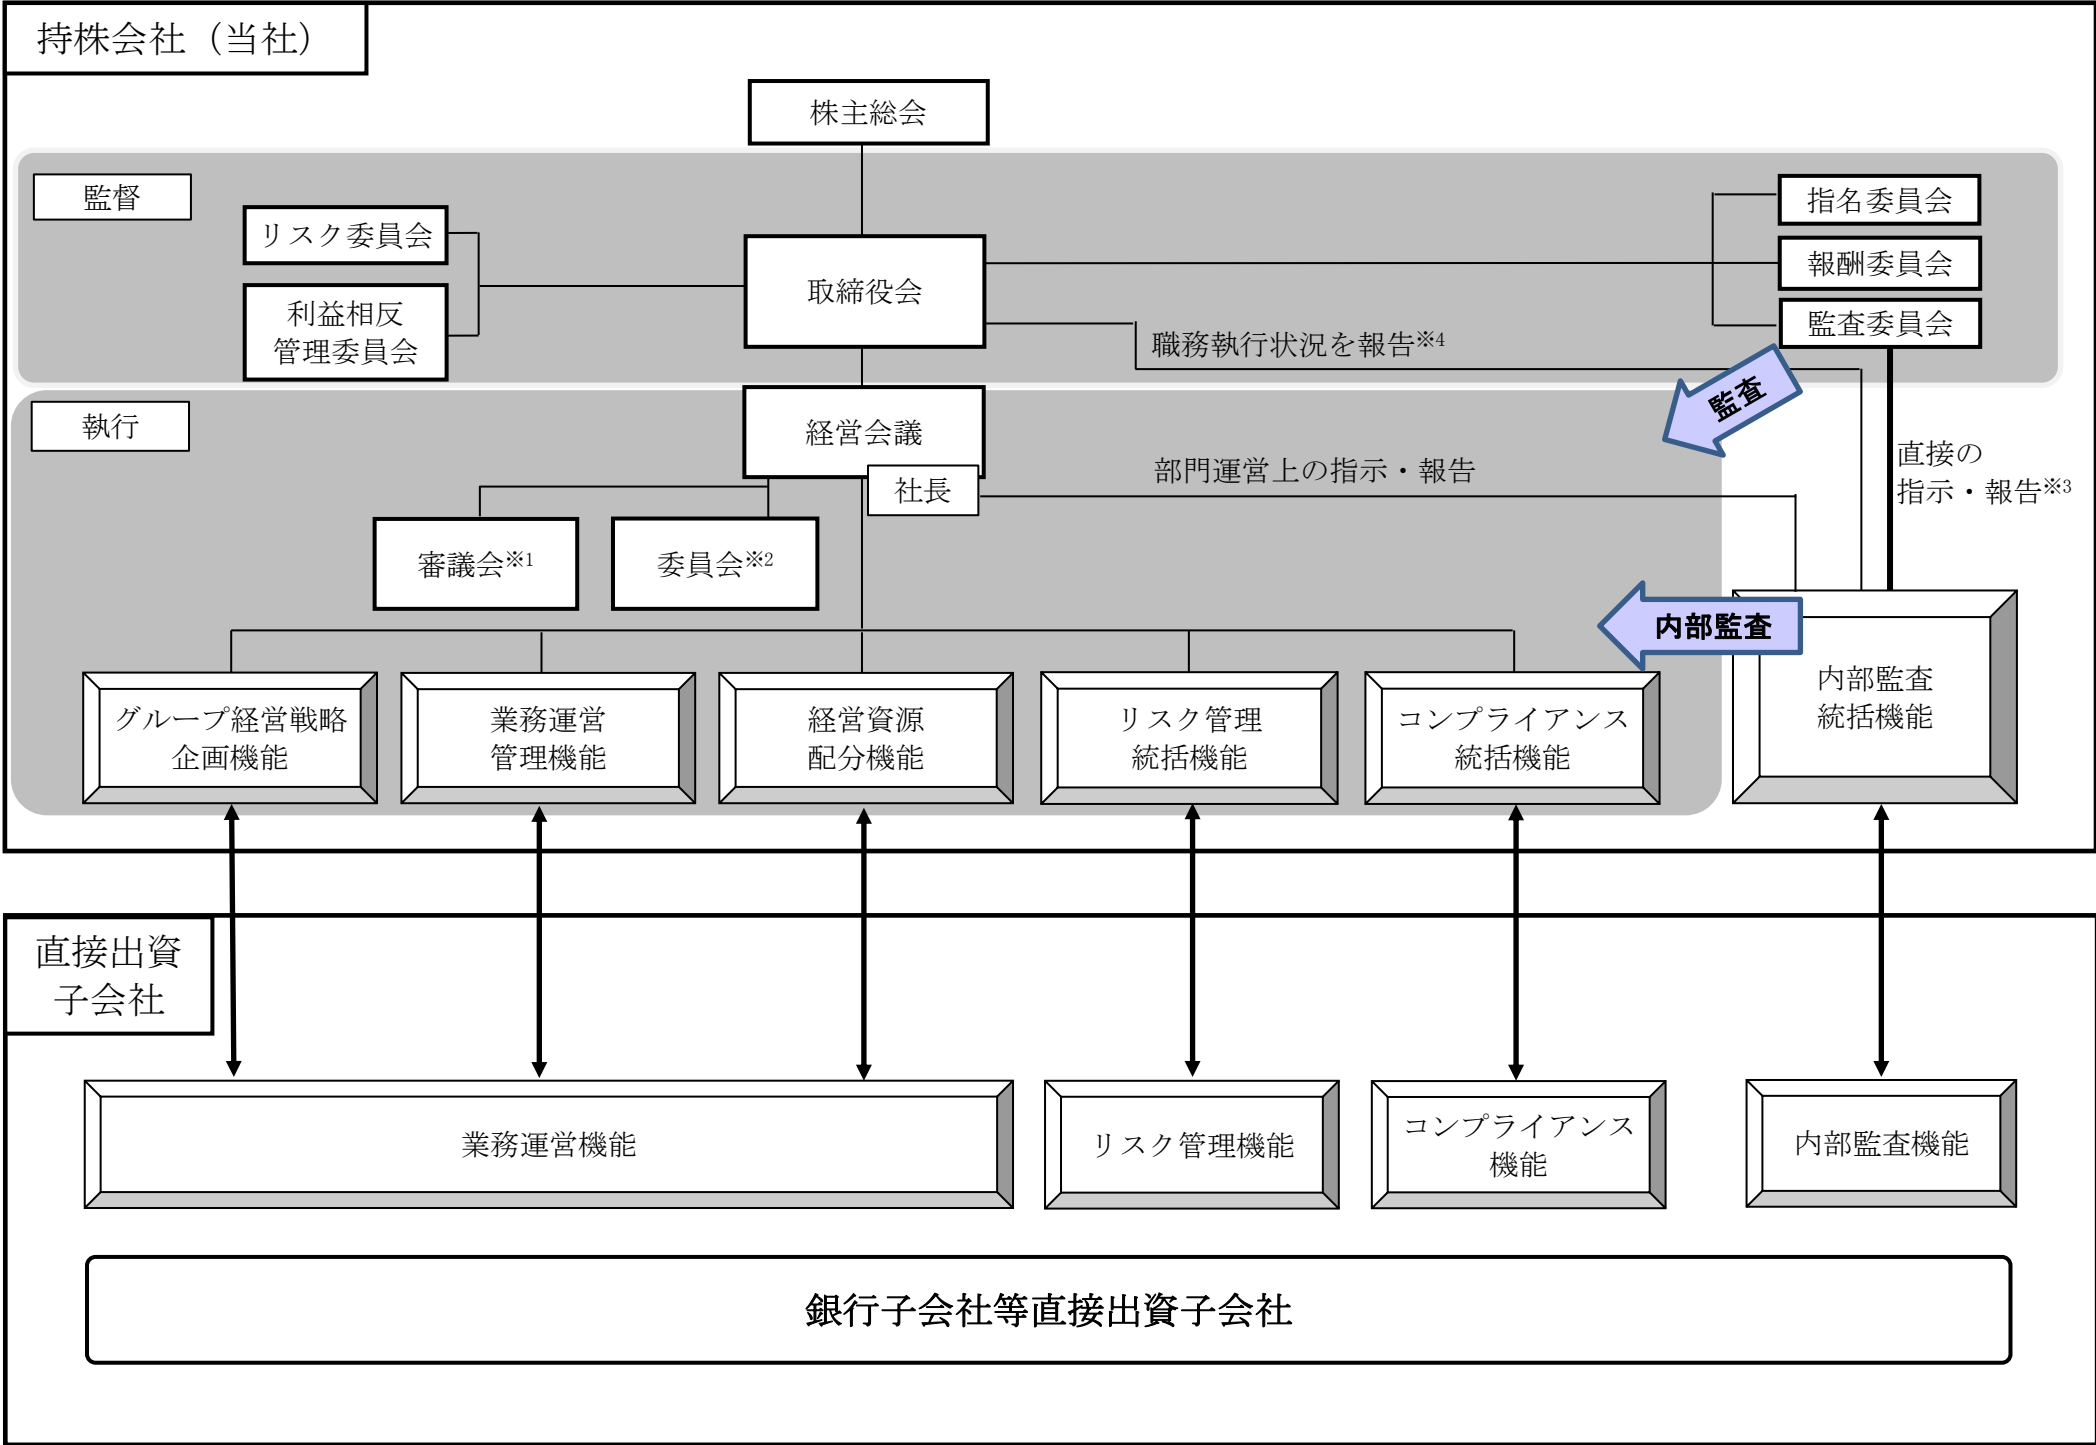 持株会社（当社）
株主総会
監督
リスク委員会
利益相反
管理委員会
取締役会
指名委員会
報酬委員会
監査委員会
職務執行状況を報告※4
監査
執行
経営会議
社長
部門運営上の指示・報告
直接の
指示・報告※3
審議会※1
委員会※2
内部監査
グループ経営戦略
企画機能
業務運営
管理機能
経営資源
配分機能
リスク管理
統括機能
コンプライアンス
統括機能
内部監査
統括機能
直接出資
子会社
業務運営機能
リスク管理機能
コンプライアンス
機能
内部監査機能
銀行子会社等直接出資子会社